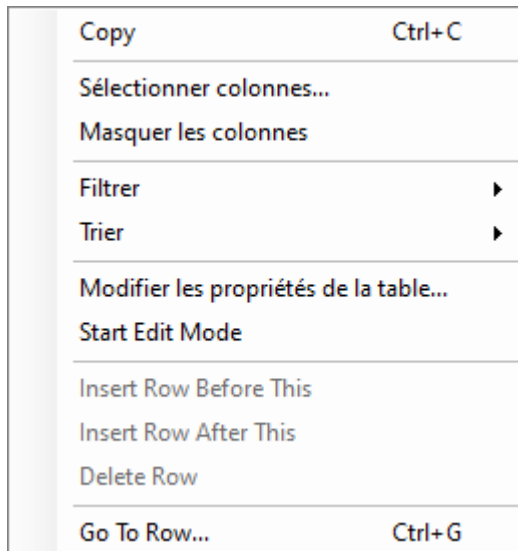 Copy Ctrl+C
Sélectionner colonnes...
Masquer les colonnes
Filtrer
Trier
Modifier les propriétés de la table...
Start Edit Mode
Insert Row Before This
Insert Row After This
Delete Row
Go To Row... Ctrl+G